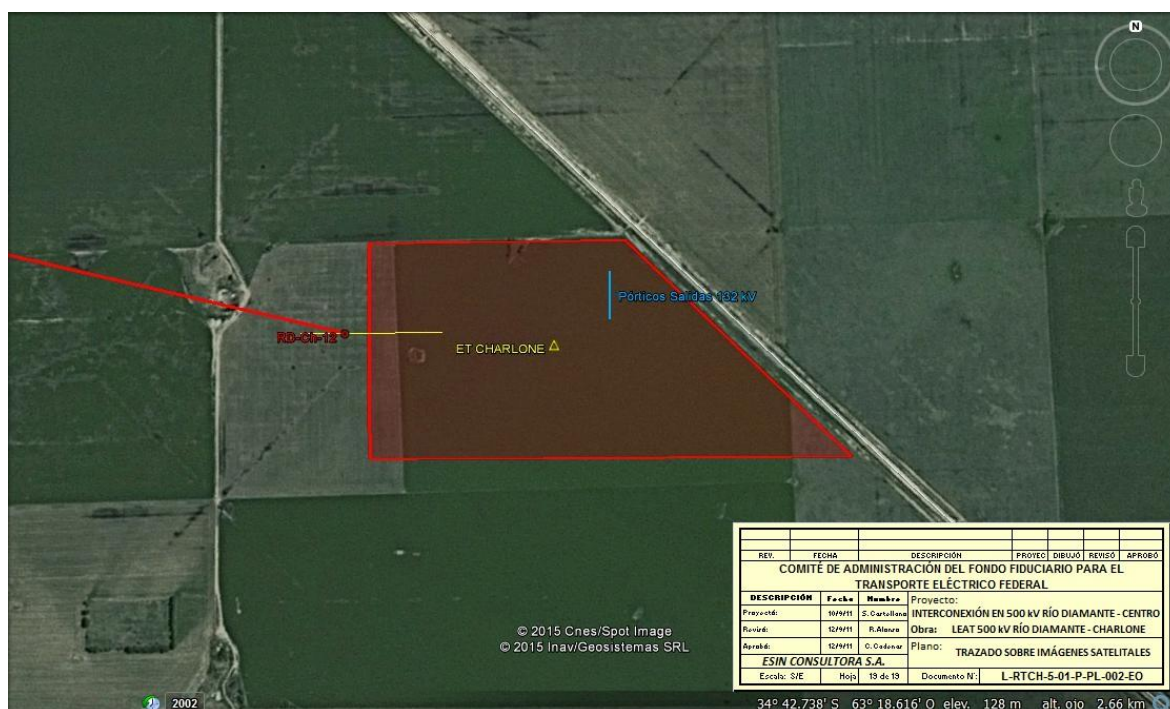 N
Pórticos Salidas 132 kV
RD-Ch-12
ET CHARLONE
© 2015 Cnes/Spot Image
© 2015 Inav/Geosistemas SRL
REV. FECHA DESCRIPCIÓN PROYEC DIBUJÓ REVISÓ APROBÓ
COMITÉ DE ADMINISTRACIÓN DEL FONDO FIDUCIARIO PARA EL
TRANSPORTE ELÉCTRICO FEDERAL
DESCRIPCIÓN Fecha Nombre Proyecto:
Proyectó: 10/9/11 S. Cartellano INTERCONEXIÓN EN 500 kV RÍO DIAMANTE - CENTRO
Revisó: 12/9/11 R. Alonso Obra: LEAT 500 kV RÍO DIAMANTE - CHARLONE
Aprobó: 12/9/11 C. Cadenas Plano: TRAZADO SOBRE IMÁGENES SATELITALES
ESIN CONSULTORA S.A.
Escala: S/E Hoja 19 de 19 Documento N°: L-RTCH-5-01-P-PL-002-EO
2002
34° 42.738' S 63° 18.616' O elev. 128 m alt. ojo 2.66 km